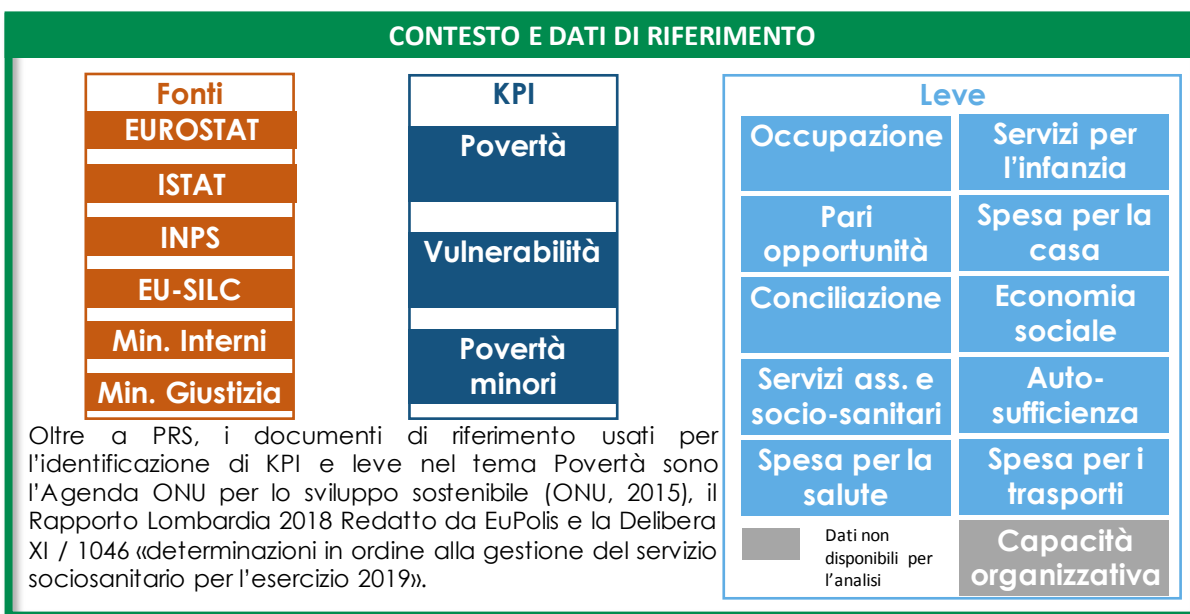 CONTESTO E DATI DI RIFERIMENTO
Fonti
EUROSTAT
ISTAT
INPS
EU-SILC
Min. Interni
Min. Giustizia
KPI
Povertà
Vulnerabilità
Povertà
minori
Leve
Occupazione
Servizi per
l'infanzia
Pari
opportunità
Spesa per la
casa
Conciliazione
Economia
sociale
Servizi ass. e
socio-sanitari
Auto-
sufficienza
Spesa per la
salute
Spesa per i
trasporti
Dati non
disponibili per
l'analisi
Capacità
organizzativa
Oltre a PRS, i documenti di riferimento usati per
l'identificazione di KPI e leve nel tema Povertà sono
l'Agenda ONU per lo sviluppo sostenibile (ONU, 2015), il
Rapporto Lombardia 2018 Redatto da EuPolis e la Delibera
XI / 1046 «determinazioni in ordine alla gestione del servizio
sociosanitario per l'esercizio 2019».